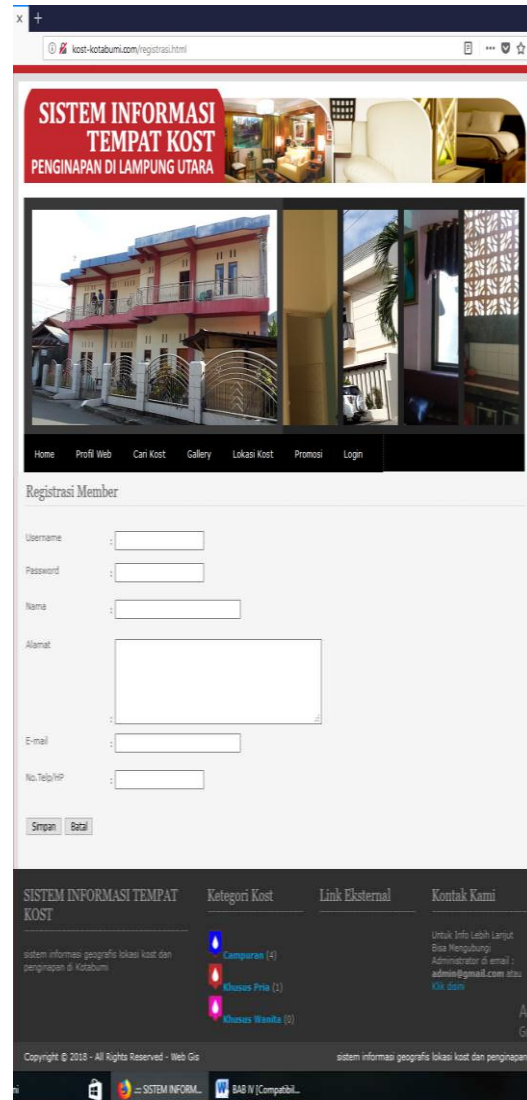 x +
kost-kotabumi.com/registrasi.html
SISTEM INFORMASI
TEMPAT KOST
PENGINAPAN DI LAMPUNG UTARA
Home Profil Web Cari Kost Gallery Lokasi Kost Promosi Login
Registrasi Member
Username :
Password :
Nama :
Alamat :
E-mail :
No.Telp/HP :
Simpan Batal
SISTEM INFORMASI TEMPAT
KOST
sistem informasi geografis lokasi kost dan
penginapan di Kotabumi
Ketegori Kost
Campuran (4)
Khusus Pria (1)
Khusus Wanita (0)
Link Eksternal
Kontak Kami
Untuk Info Lebih Lanjut
Bisa Mengubungi
Administrator di email :
admin@gmail.com atau
Klik disini
Copyright © 2018 - All Rights Reserved - Web Gis
sistem informasi geografis lokasi kost dan penginapan
.:: SISTEM INFORM...
BAB IV [Compatibil...